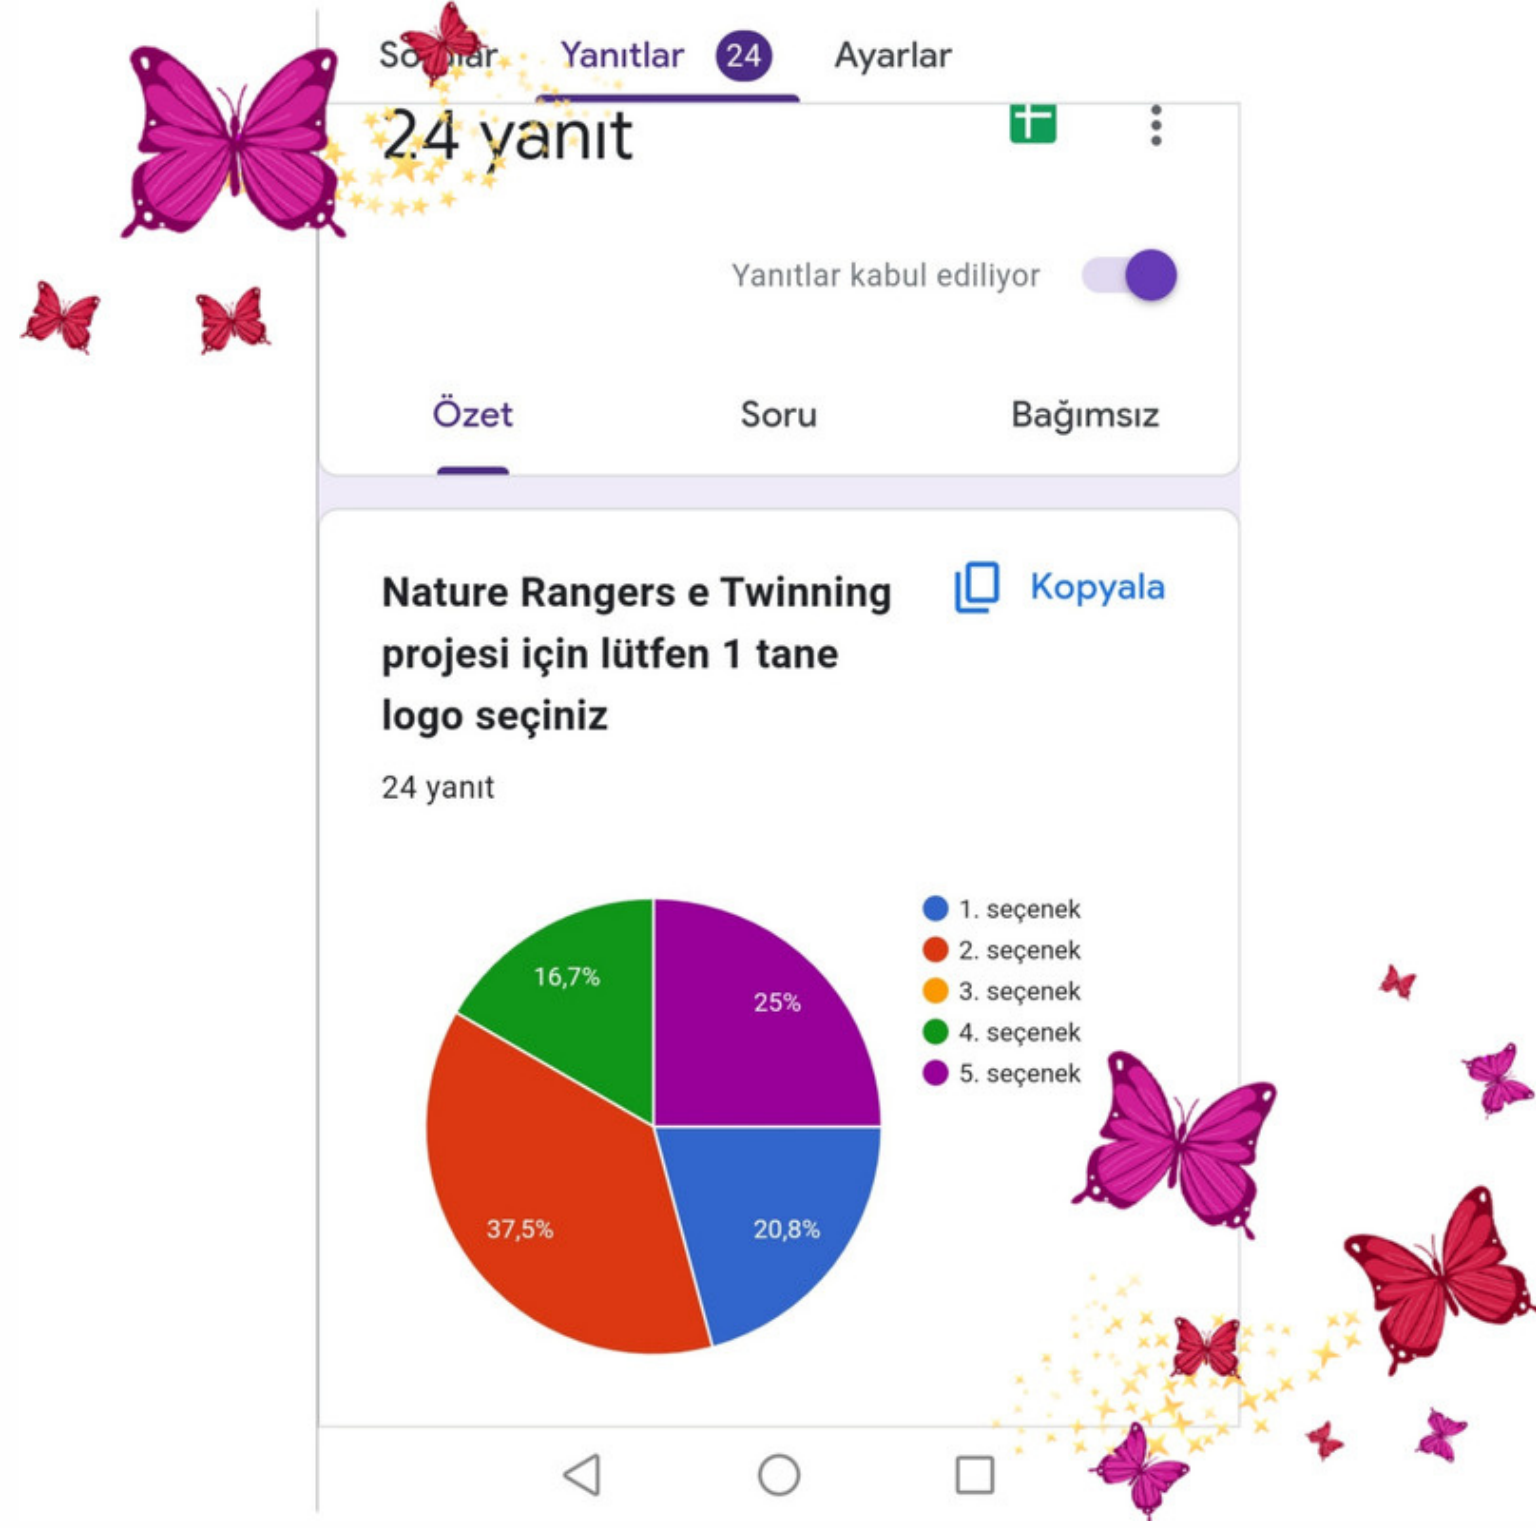 Yanıtlar 24 Ayarlar
24 yanıt
Yanıtlar kabul ediliyor
Özet Soru Bağımsız
Nature Rangers e Twinning
projesi için lütfen 1 tane
logo seçiniz
Kopyala
24 yanıt
1. seçenek
2. seçenek
3. seçenek
4. seçenek
5. seçenek
16,7%
25%
37,5%
20,8%